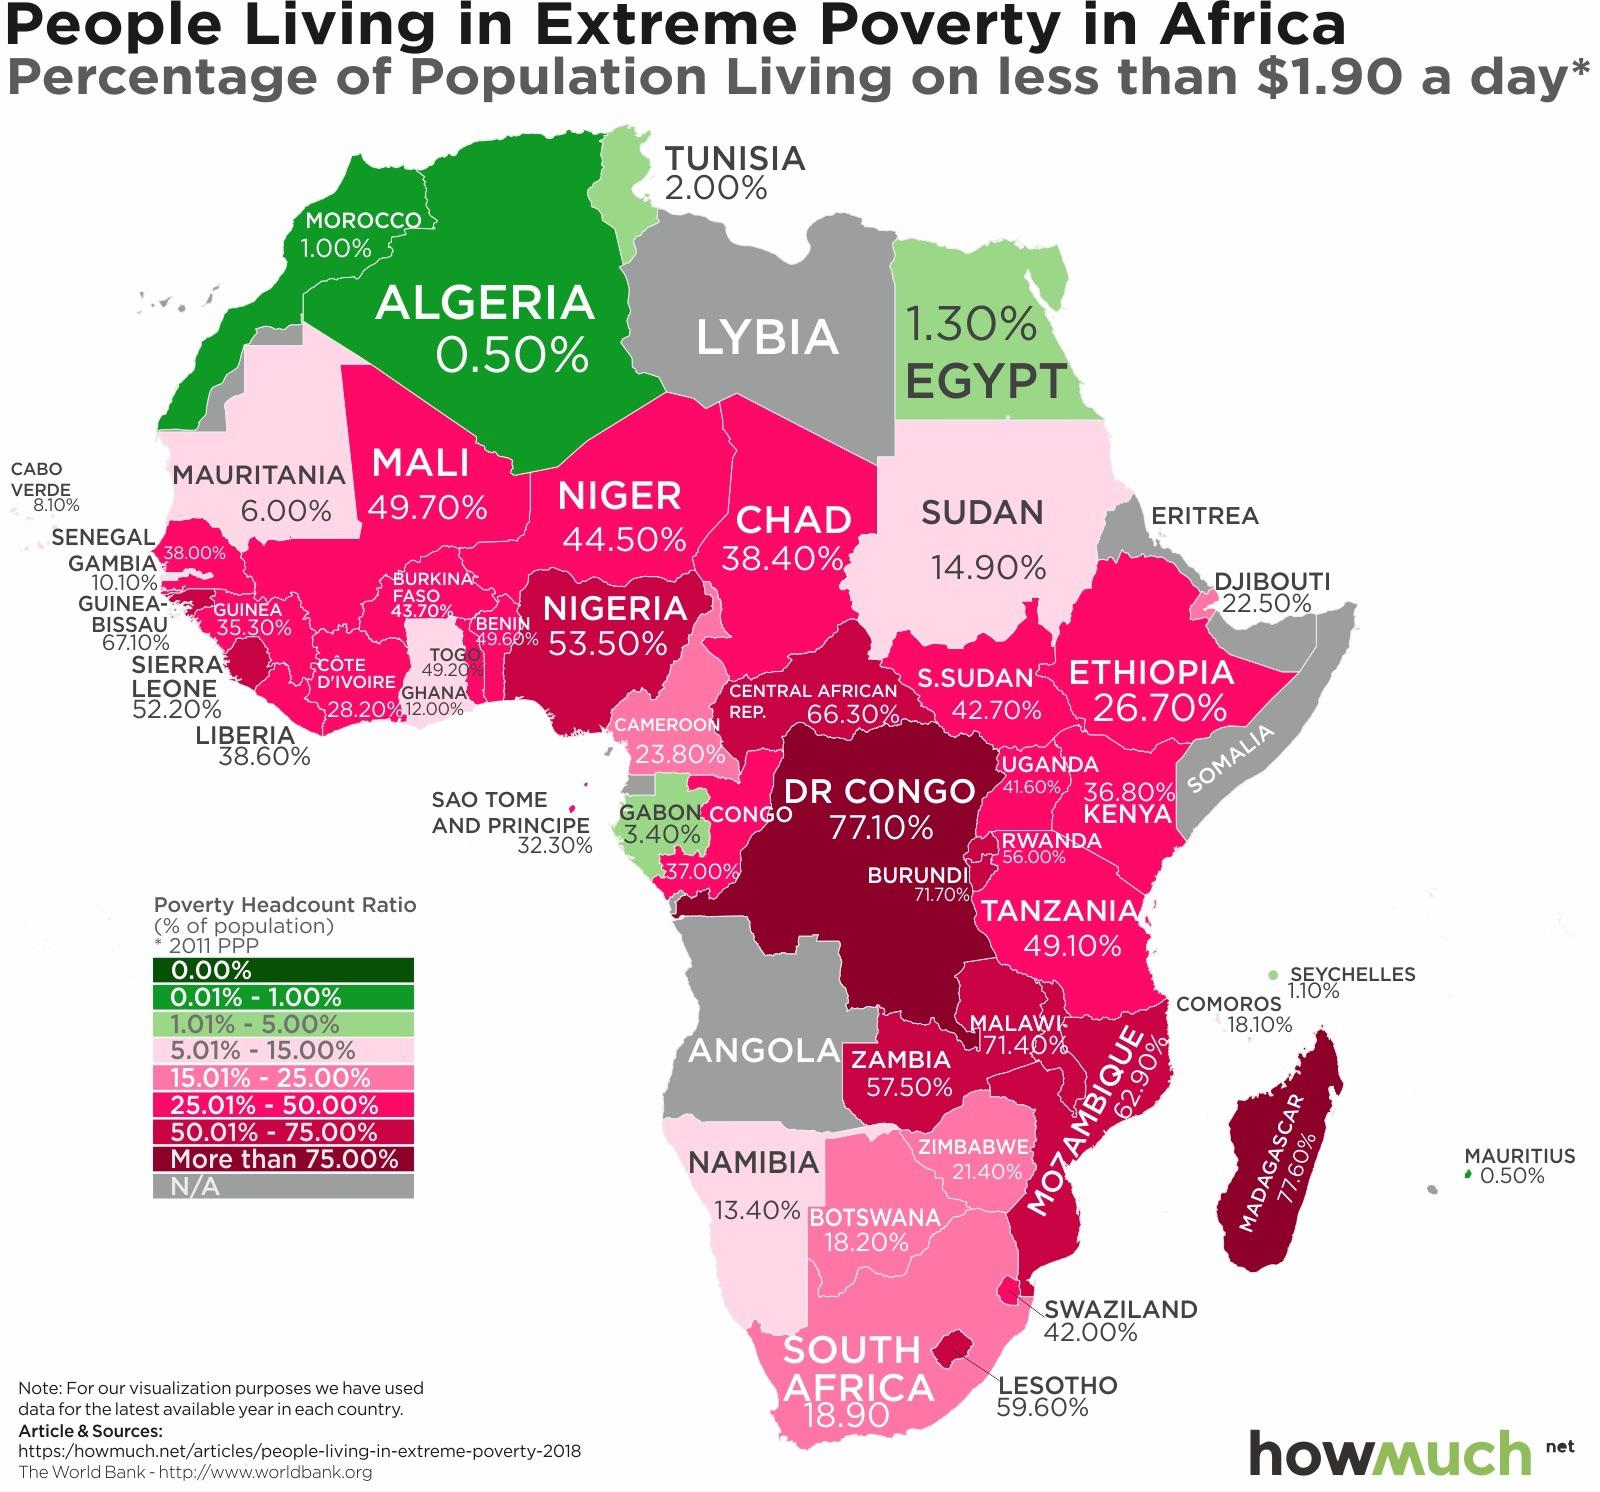 People Living in Extreme Poverty in Africa
Percentage of Population Living on less than $1.90 a day*
TUNISIA
2.00%
MOROCCO
1.00%
ALGERIA
0.50%
LYBIA
1.30%
EGYPT
CABO
VERDE
8.10%
MAURITANIA
6.00%
MALI
49.70%
NIGER
44.50%
CHAD
38.40%
SUDAN
14.90%
ERITREA
DJIBOUTI
22.50%
SENEGAL
38.00%
GAMBIA
10.10%
GUINEA-
BISSAU
67.10%
GUINEA
35.30%
SIERRA
LEONE
52.20%
LIBERIA
38.60%
CÔTE
D'IVOIRE
28.20%
BURKINA-
FASO
43.70%
BENIN
49.60%
TOGO
49.20%
GHANA
12.00%
NIGERIA
53.50%
CAMEROON
23.80%
CENTRAL AFRICAN
REP.
66.30%
S.SUDAN
42.70%
ETHIOPIA
26.70%
SOMALIA
UGANDA
41.60%
36.80%
KENYA
SAO TOME
AND PRINCIPE
32.30%
GABON
3.40%
CONGO
37.00%
DR CONGO
77.10%
RWANDA
56.00%
BURUNDI
71.70%
TANZANIA
49.10%
SEYCHELLES
1.10%
COMOROS
18.10%
ANGOLA
ZAMBIA
57.50%
MALAWI
71.40%
MOZAMBIQUE
62.90%
MADAGASCAR
77.60%
MAURITIUS
0.50%
NAMIBIA
13.40%
ZIMBABWE
21.40%
BOTSWANA
18.20%
SWAZILAND
42.00%
SOUTH
AFRICA
18.90
LESOTHO
59.60%
Poverty Headcount Ratio
(% of population)
* 2011 PPP
0.00%
0.01% - 1.00%
1.01% - 5.00%
5.01% - 15.00%
15.01% - 25.00%
25.01% - 50.00%
50.01% - 75.00%
More than 75.00%
N/A
Note: For our visualization purposes we have used
data for the latest available year in each country.
Article & Sources:
https:/howmuch.net/articles/people-living-in-extreme-poverty-2018
The World Bank - http://www.worldbank.org
howmuch net